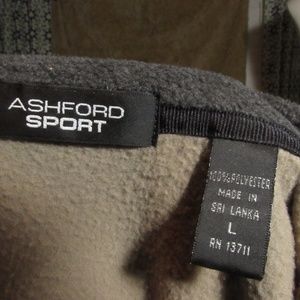 ASHFORD
SPORT
100% POLYESTER
MADE IN
SRI LANKA
L
RN 13711